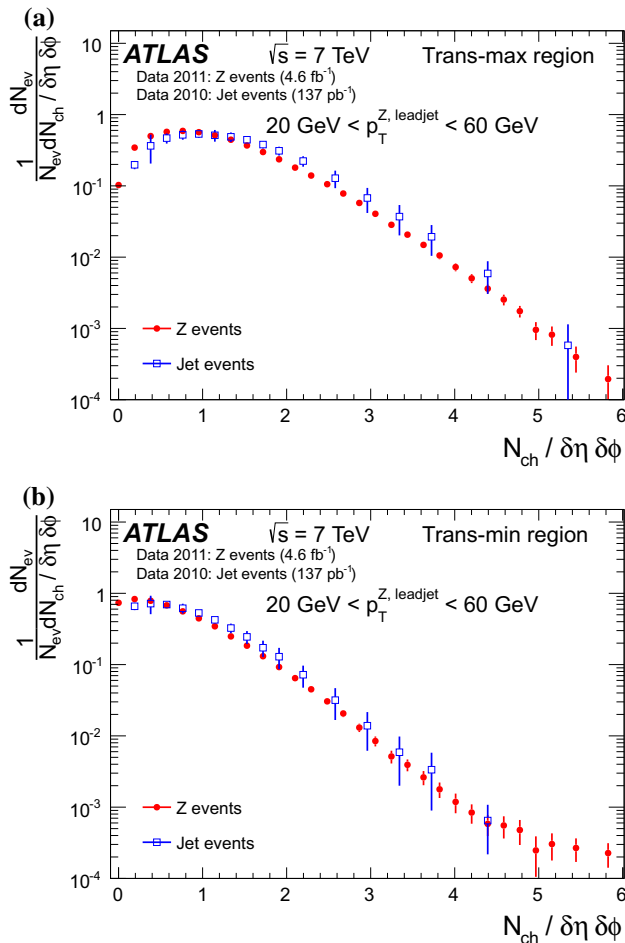 (a)
ATLAS √s = 7 TeV Trans-max region
Data 2011: Z events (4.6 fb⁻¹)
Data 2010: Jet events (137 pb⁻¹)
20 GeV < p_T^{Z, leadjet} < 60 GeV
1/N_ev dN_ev/dN_ch / δη δϕ
10
1
10⁻¹
10⁻²
10⁻³
10⁻⁴
Z events
Jet events
0 1 2 3 4 5 6
N_ch / δη δϕ
(b)
ATLAS √s = 7 TeV Trans-min region
Data 2011: Z events (4.6 fb⁻¹)
Data 2010: Jet events (137 pb⁻¹)
20 GeV < p_T^{Z, leadjet} < 60 GeV
1/N_ev dN_ev/dN_ch / δη δϕ
10
1
10⁻¹
10⁻²
10⁻³
10⁻⁴
Z events
Jet events
0 1 2 3 4 5 6
N_ch / δη δϕ